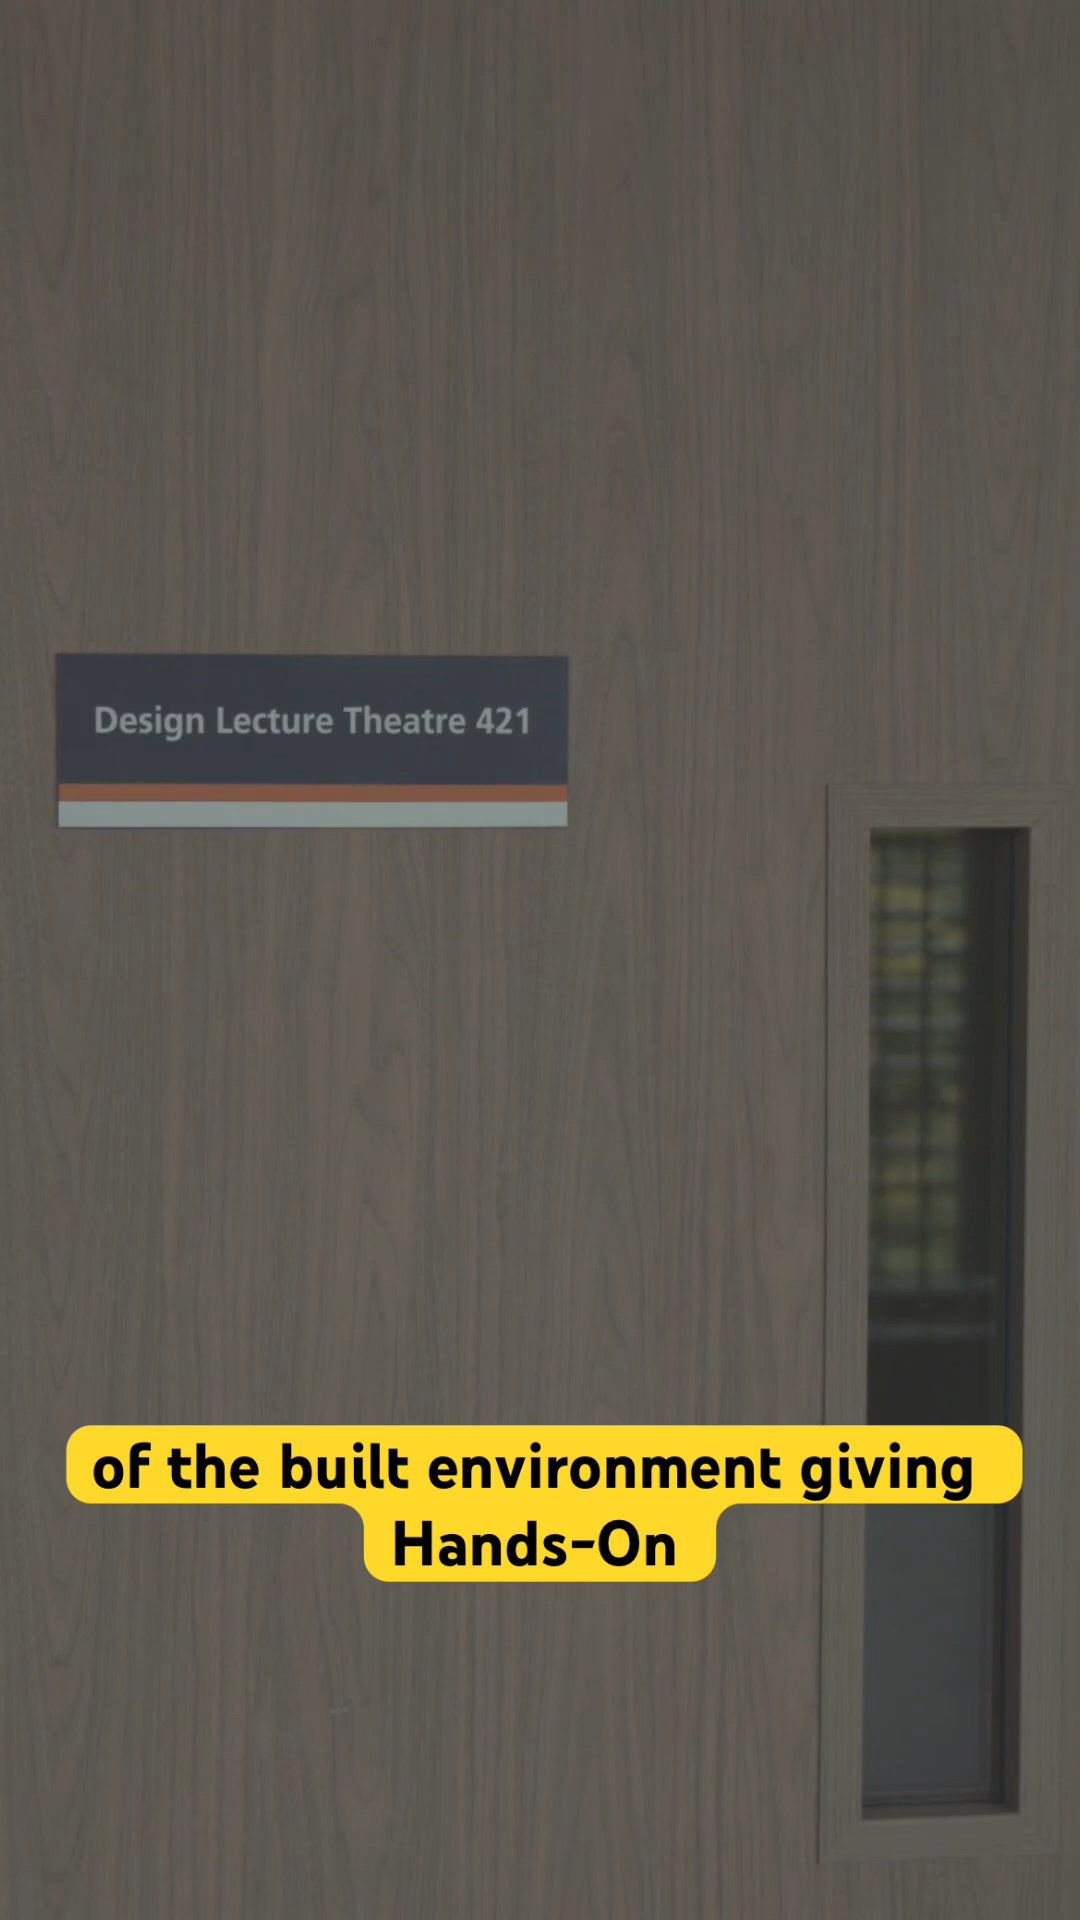 Design Lecture Theatre 421
of the built environment giving
Hands-On